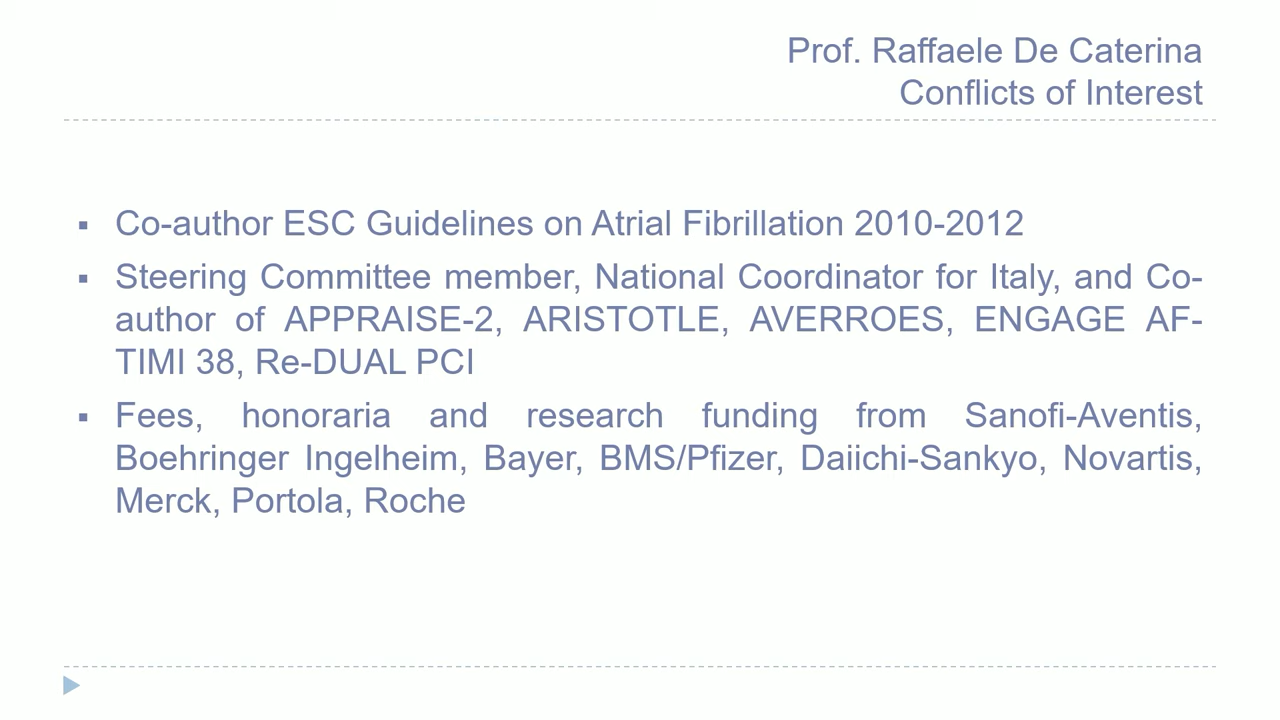 Prof. Raffaele De Caterina
Conflicts of Interest
▪ Co-author ESC Guidelines on Atrial Fibrillation 2010-2012
▪ Steering Committee member, National Coordinator for Italy, and Co-
author of APPRAISE-2, ARISTOTLE, AVERROES, ENGAGE AF-
TIMI 38, Re-DUAL PCI
▪ Fees, honoraria and research funding from Sanofi-Aventis,
Boehringer Ingelheim, Bayer, BMS/Pfizer, Daiichi-Sankyo, Novartis,
Merck, Portola, Roche